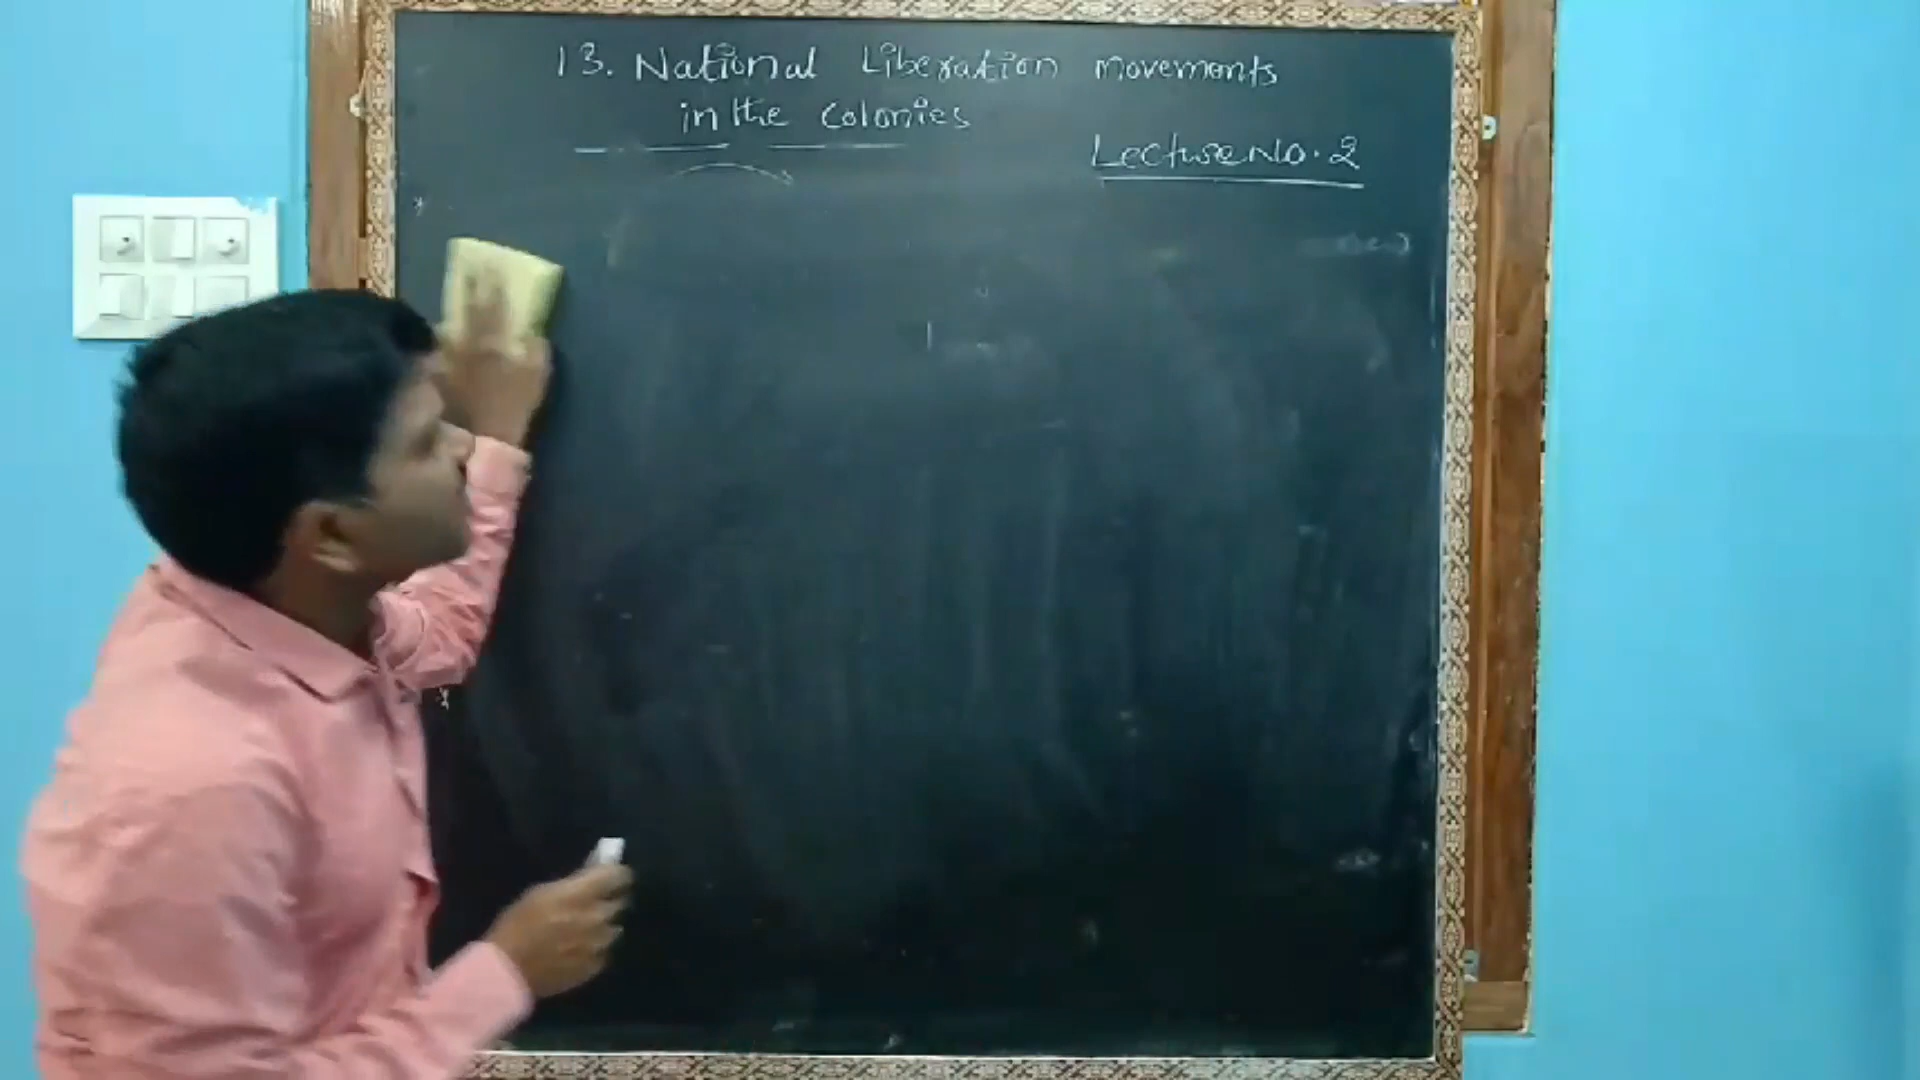 13. National Liberation movements
in the colonies
Lecture No. 2